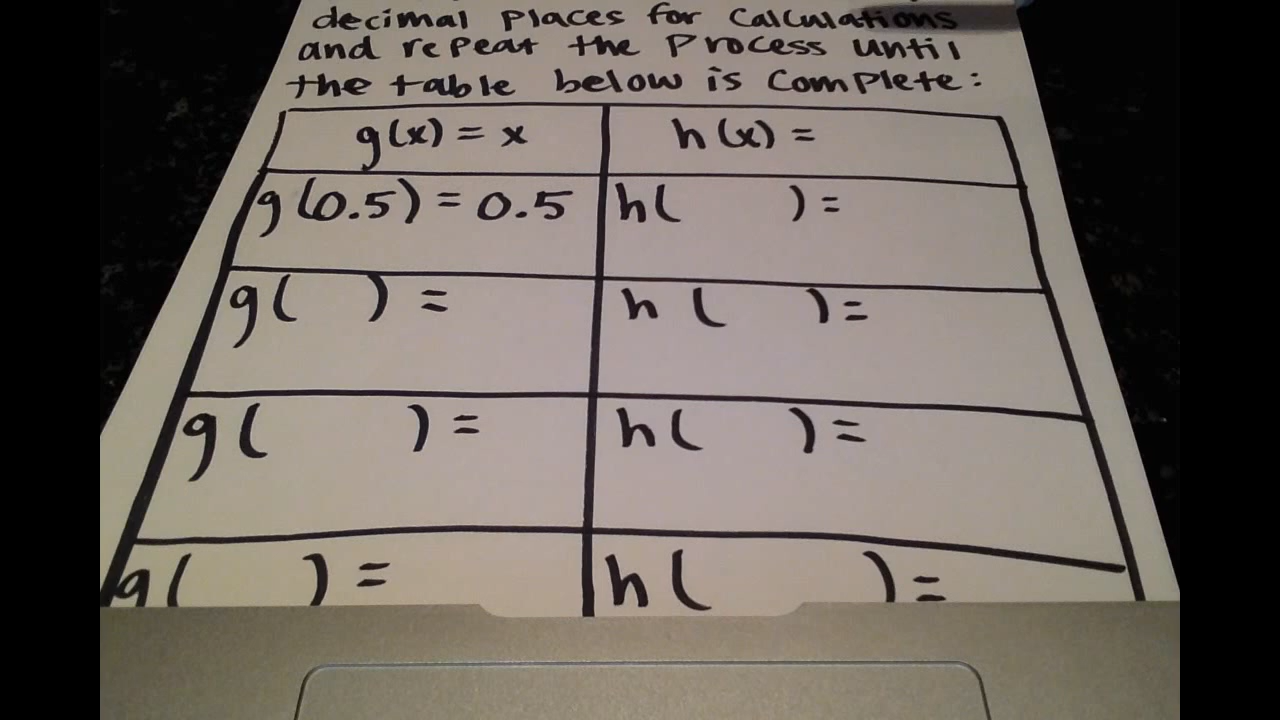 decimal places for calculations
and repeat the process until
the table below is complete:
g(x) = x h(x) =
g(0.5) = 0.5 h( ) =
g( ) = h( ) =
g( ) = h( ) =
g( ) = h( ) =